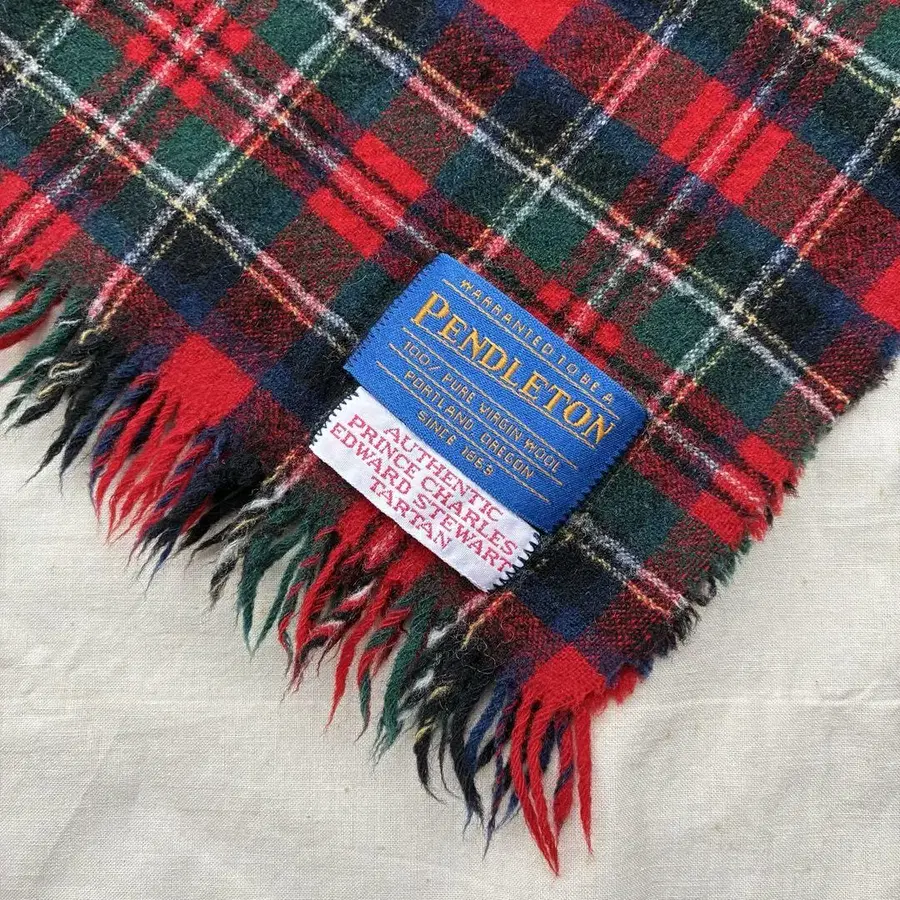 WARRANTED TO BE A
PENDLETON
100% PURE VIRGIN WOOL
PORTLAND, OREGON
SINCE 1863
AUTHENTIC
PRINCE CHARLES
EDWARD STEWART
TARTAN